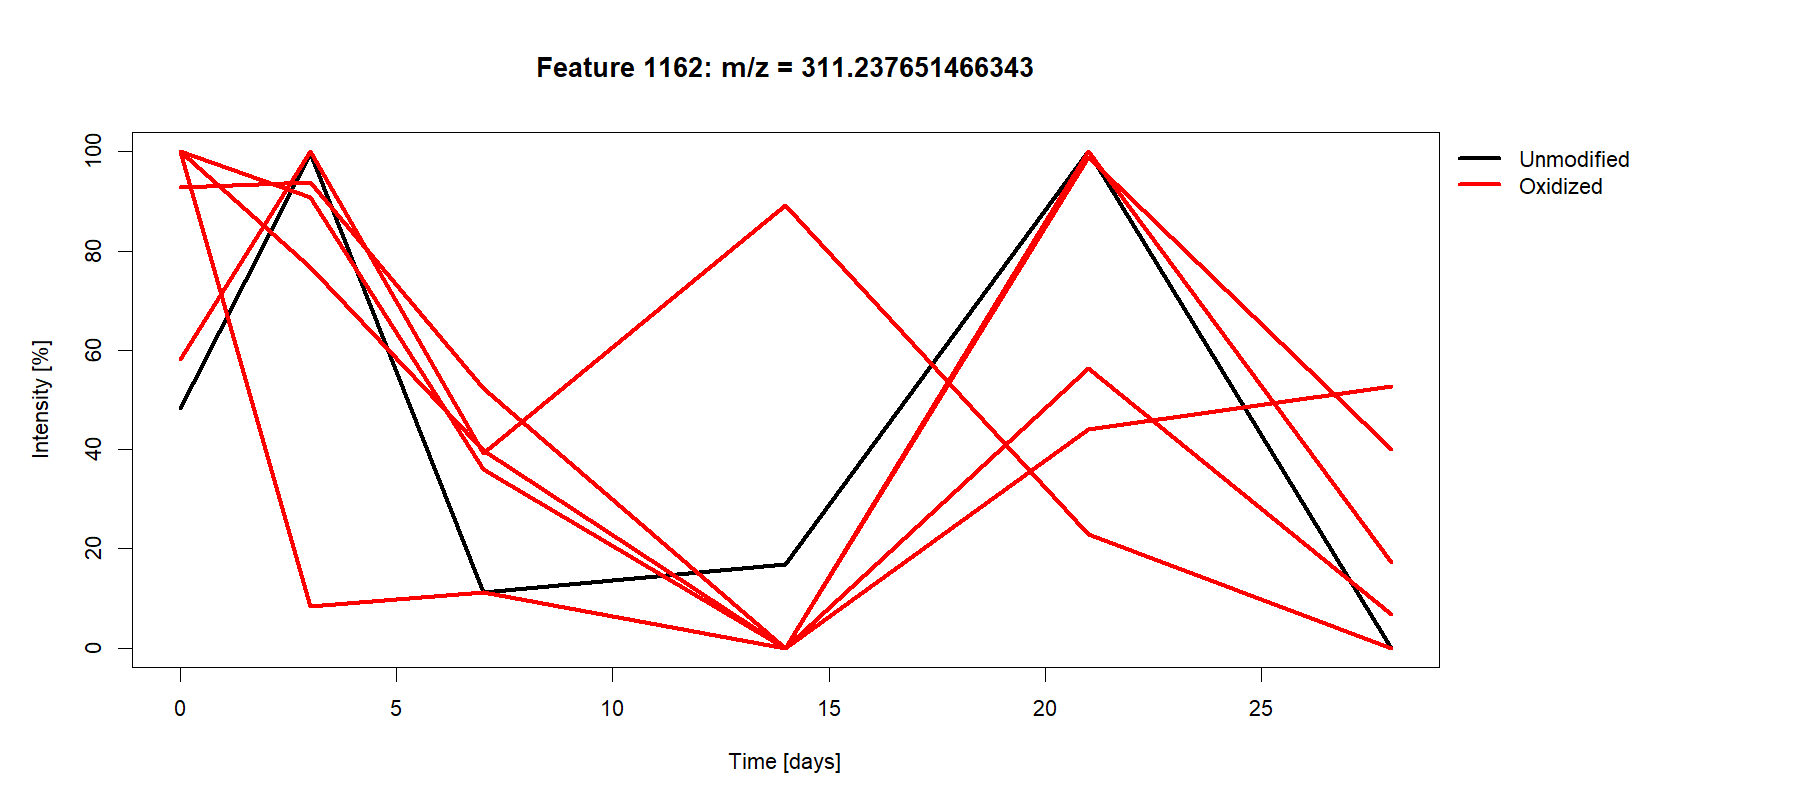 Feature 1162: m/z = 311.237651466343
Unmodified
Oxidized
Intensity [%]
100
80
60
40
20
0
0 5 10 15 20 25
Time [days]